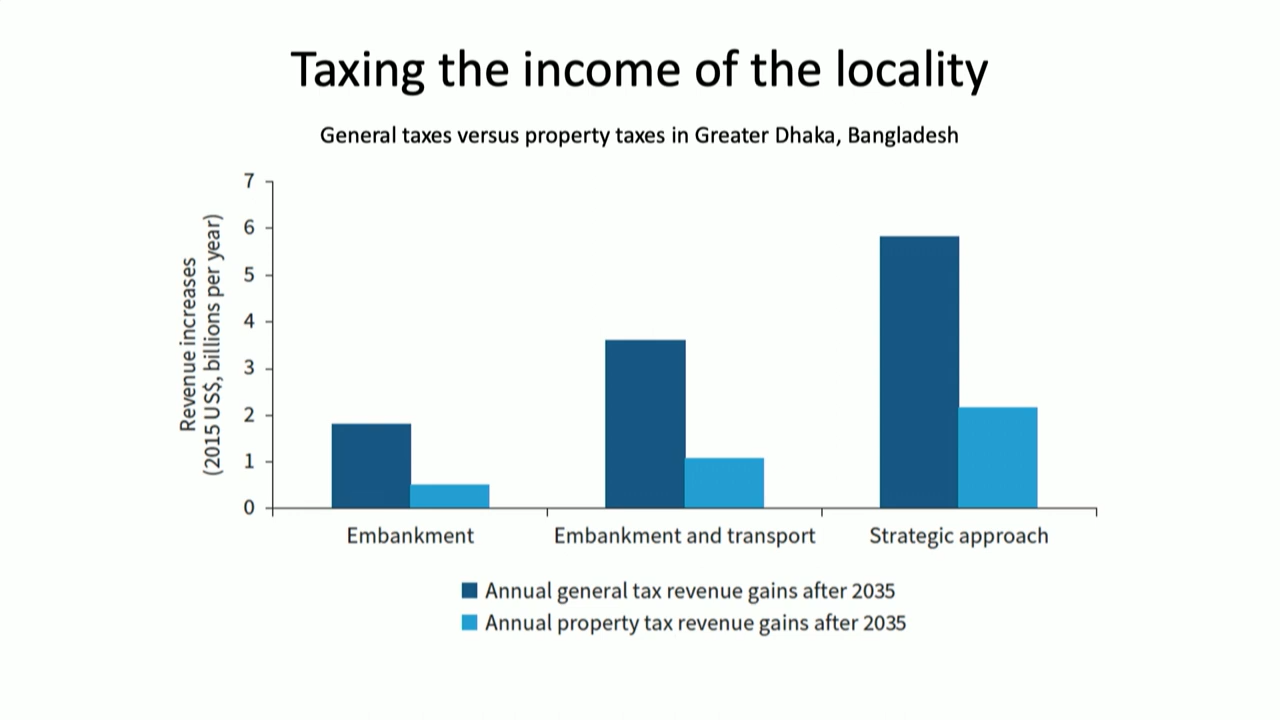 Taxing the income of the locality
General taxes versus property taxes in Greater Dhaka, Bangladesh
Revenue increases
(2015 US$, billions per year)
7
6
5
4
3
2
1
0
Embankment
Embankment and transport
Strategic approach
Annual general tax revenue gains after 2035
Annual property tax revenue gains after 2035